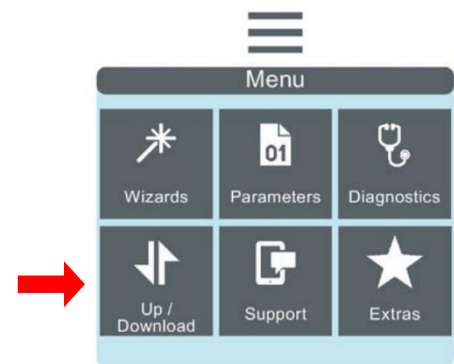 Menu
01
Wizards
Parameters
Diagnostics
Up /
Download
Support
Extras